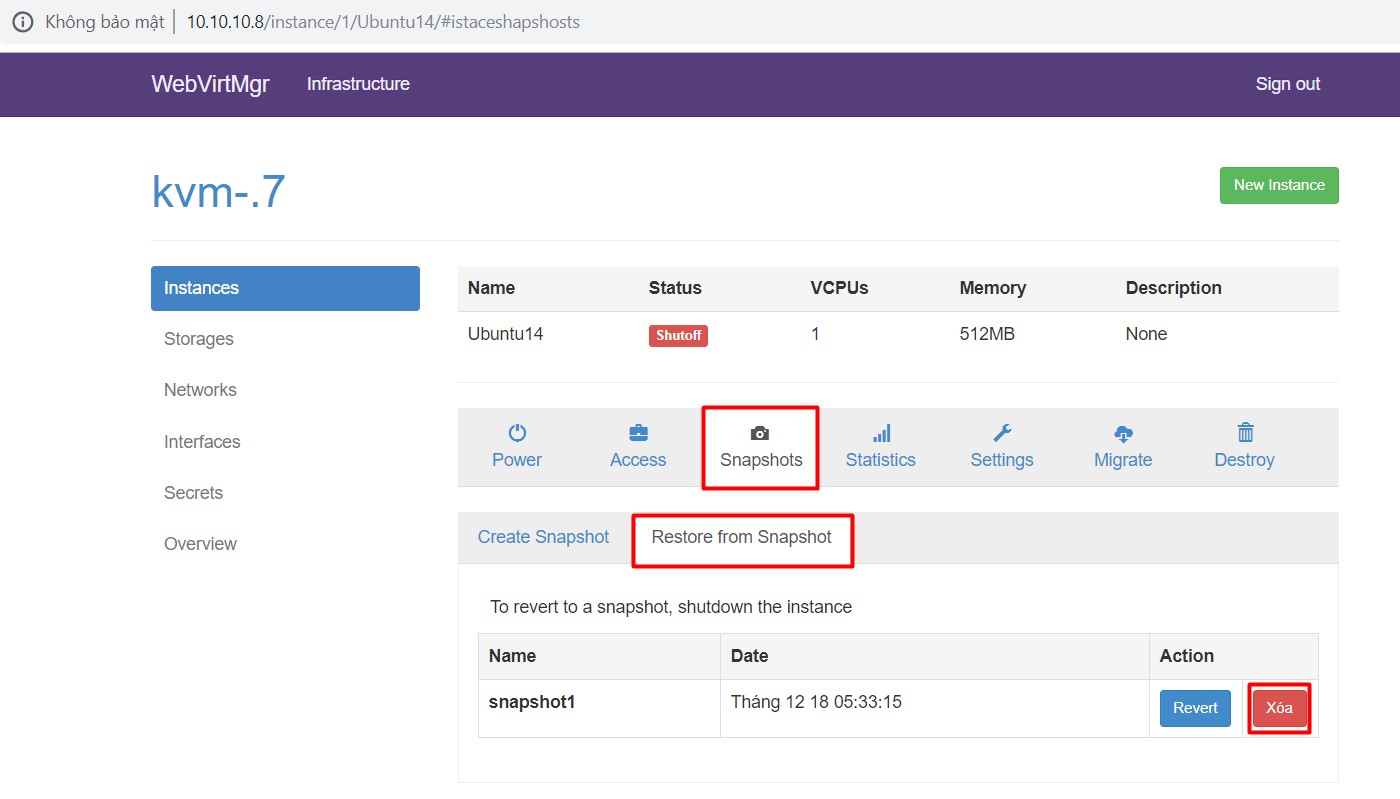 Không bảo mật 10.10.10.8/instance/1/Ubuntu14/#istaceshapshosts
WebVirtMgr Infrastructure Sign out
kvm-.7 New Instance
Instances
Storages
Networks
Interfaces
Secrets
Overview
Name Status VCPUs Memory Description
Ubuntu14 Shutoff 1 512MB None
Power Access Snapshots Statistics Settings Migrate Destroy
Create Snapshot Restore from Snapshot
To revert to a snapshot, shutdown the instance
Name Date Action
snapshot1 Tháng 12 18 05:33:15 Revert Xóa